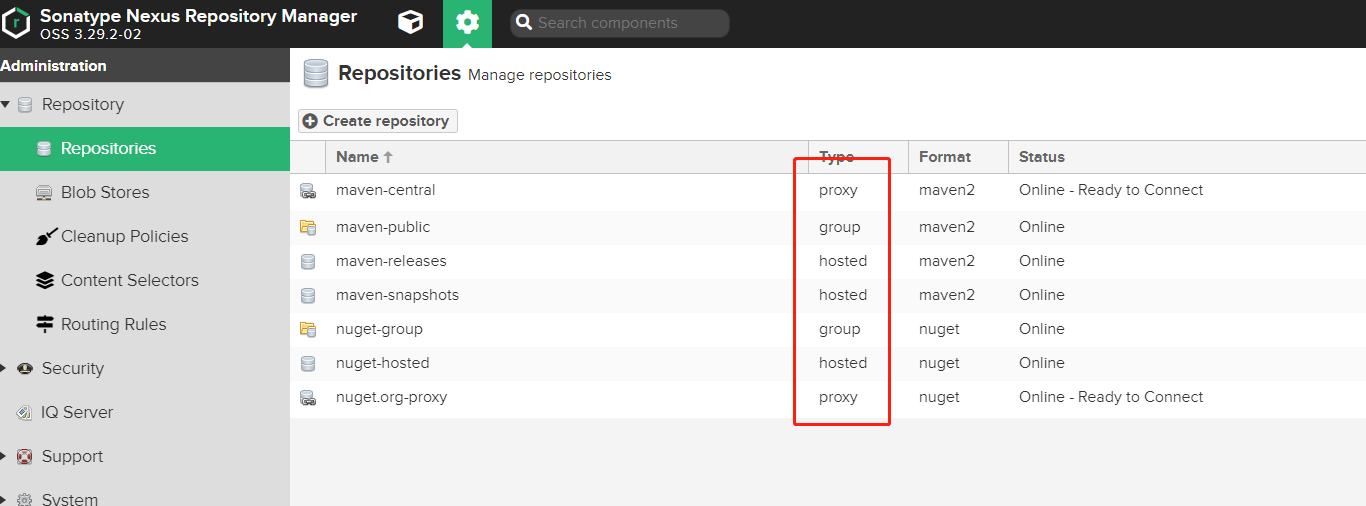 Sonatype Nexus Repository Manager
OSS 3.29.2-02
Search components
Administration
Repository
Repositories
Blob Stores
Cleanup Policies
Content Selectors
Routing Rules
Security
IQ Server
Support
System
Repositories Manage repositories
Create repository
Name Type Format Status
maven-central proxy maven2 Online - Ready to Connect
maven-public group maven2 Online
maven-releases hosted maven2 Online
maven-snapshots hosted maven2 Online
nuget-group group nuget Online
nuget-hosted hosted nuget Online
nuget.org-proxy proxy nuget Online - Ready to Connect